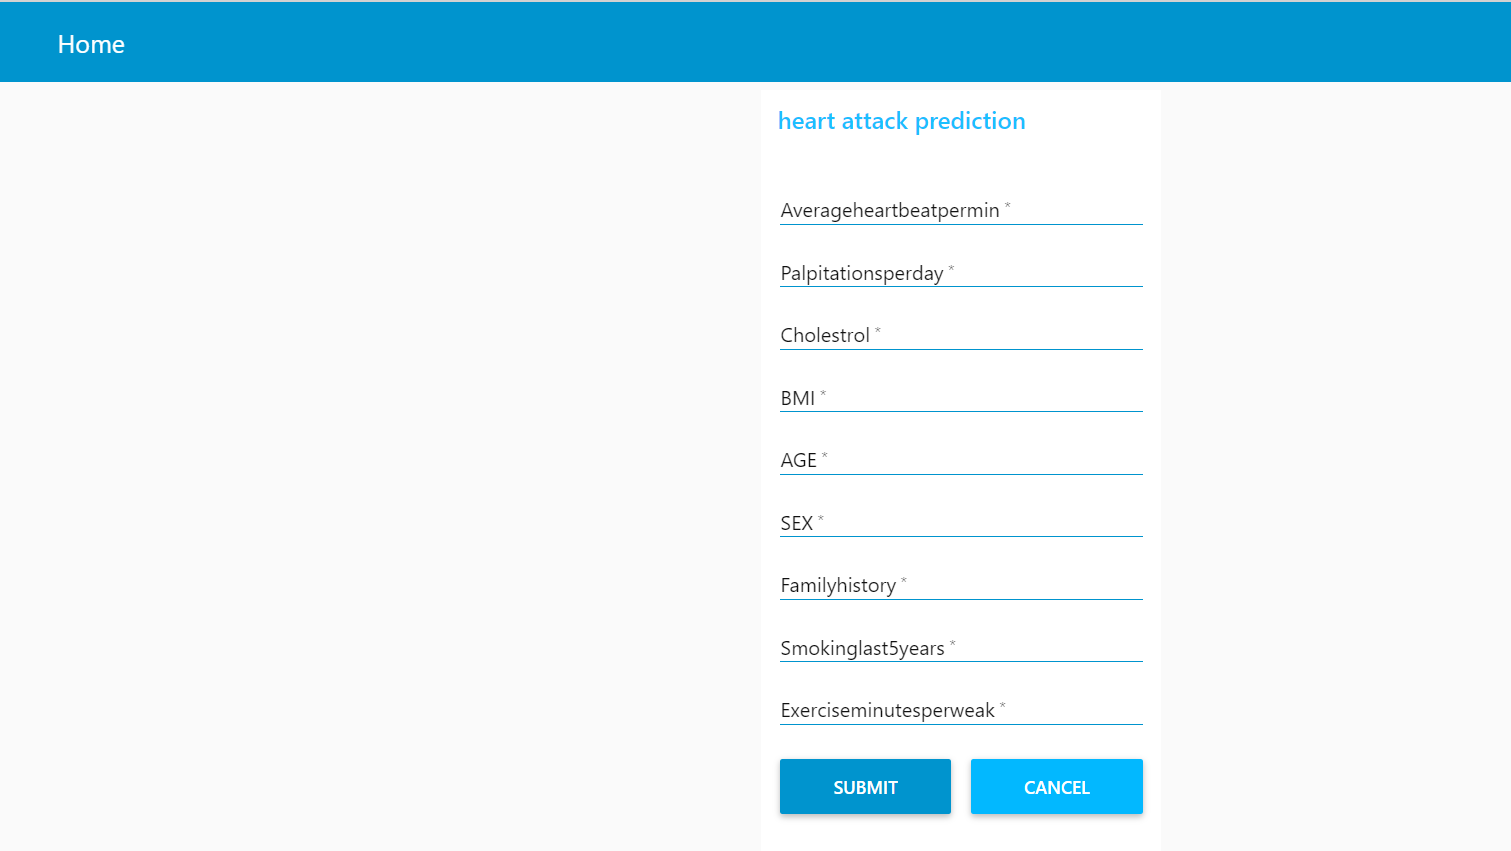 Home
heart attack prediction
Averageheartbeatpermin *
Palpitationsperday *
Cholestrol *
BMI *
AGE *
SEX *
Familyhistory *
Smokinglast5years *
Exerciseminutesperweak *
SUBMIT CANCEL